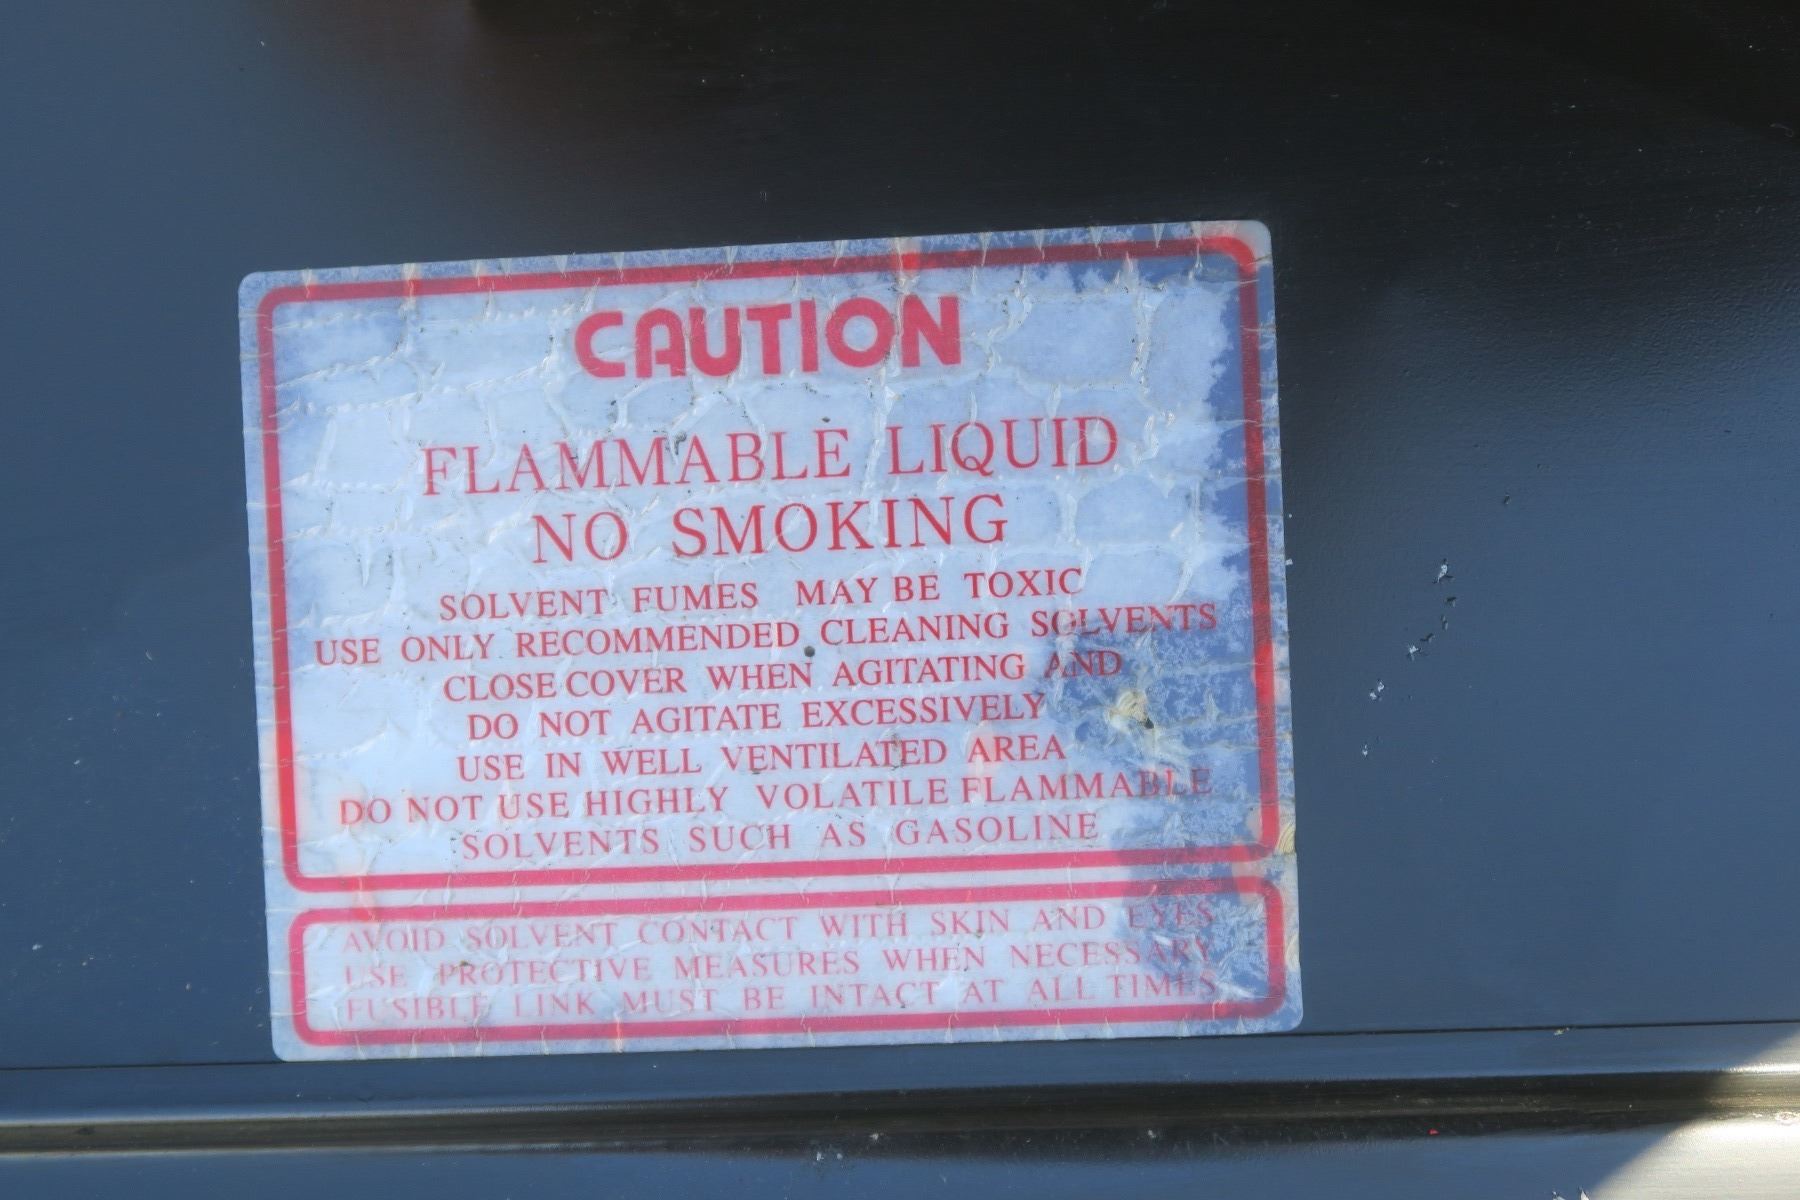 CAUTION
FLAMMABLE LIQUID
NO SMOKING
SOLVENT FUMES MAY BE TOXIC
USE ONLY RECOMMENDED CLEANING SOLVENTS
CLOSE COVER WHEN AGITATING AND
DO NOT AGITATE EXCESSIVELY
USE IN WELL VENTILATED AREA
DO NOT USE HIGHLY VOLATILE FLAMMABLE
SOLVENTS SUCH AS GASOLINE
AVOID SOLVENT CONTACT WITH SKIN AND EYES
USE PROTECTIVE MEASURES WHEN NECESSARY
FUSIBLE LINK MUST BE INTACT AT ALL TIMES